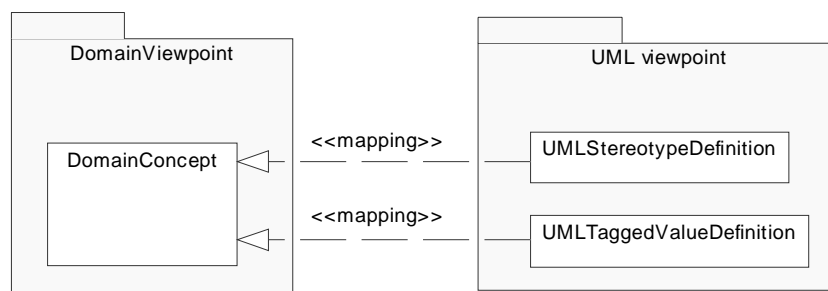 DomainViewpoint
UML viewpoint
<<mapping>>
DomainConcept
UMLStereotypeDefinition
<<mapping>>
UMLTaggedValueDefinition